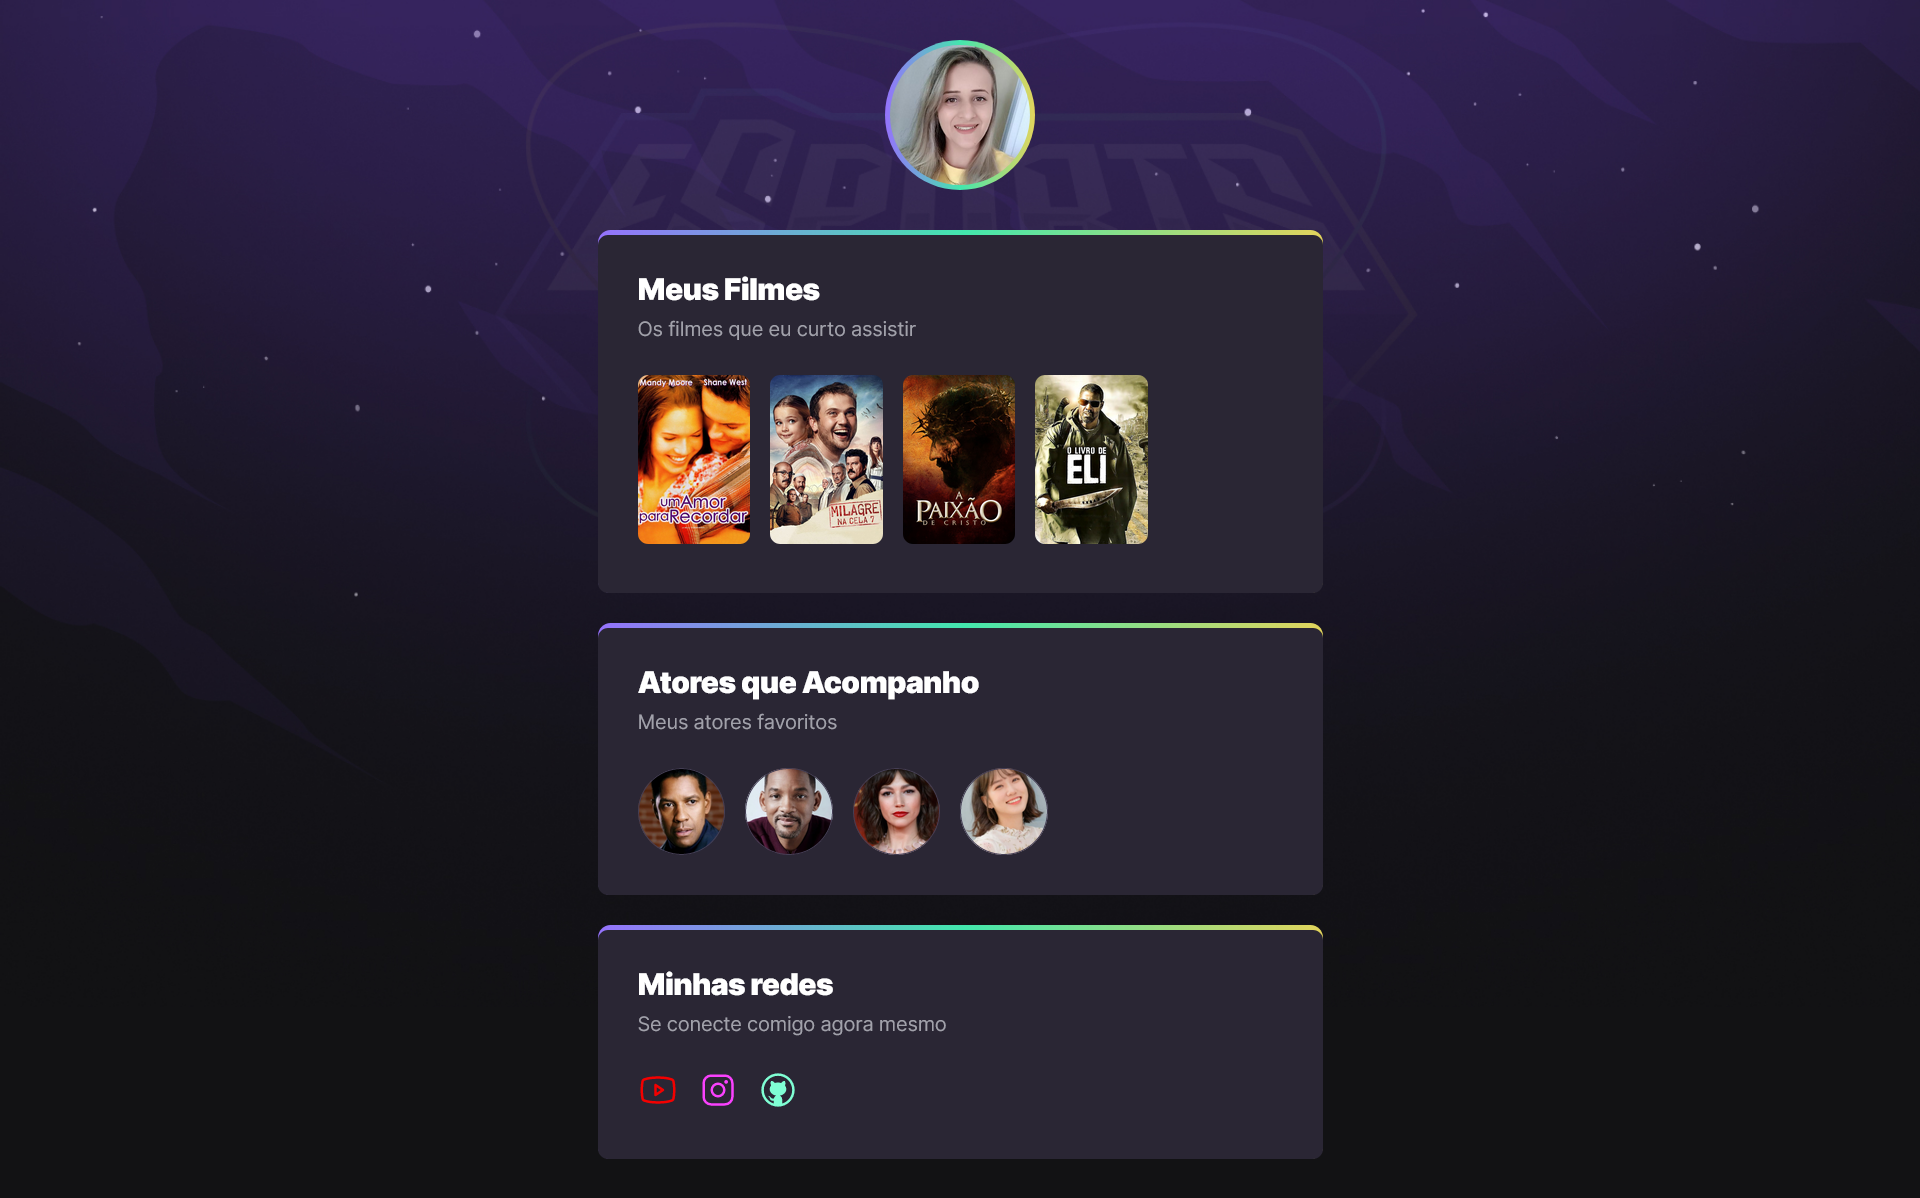 ESPORTS
Meus Filmes
Os filmes que eu curto assistir
Mandy Moore Shane West
um Amor
para Recordar
MILAGRE
NA CELA 7
A
PAIXÃO
DE CRISTO
O LIVRO DE
ELI
Atores que Acompanho
Meus atores favoritos
Minhas redes
Se conecte comigo agora mesmo